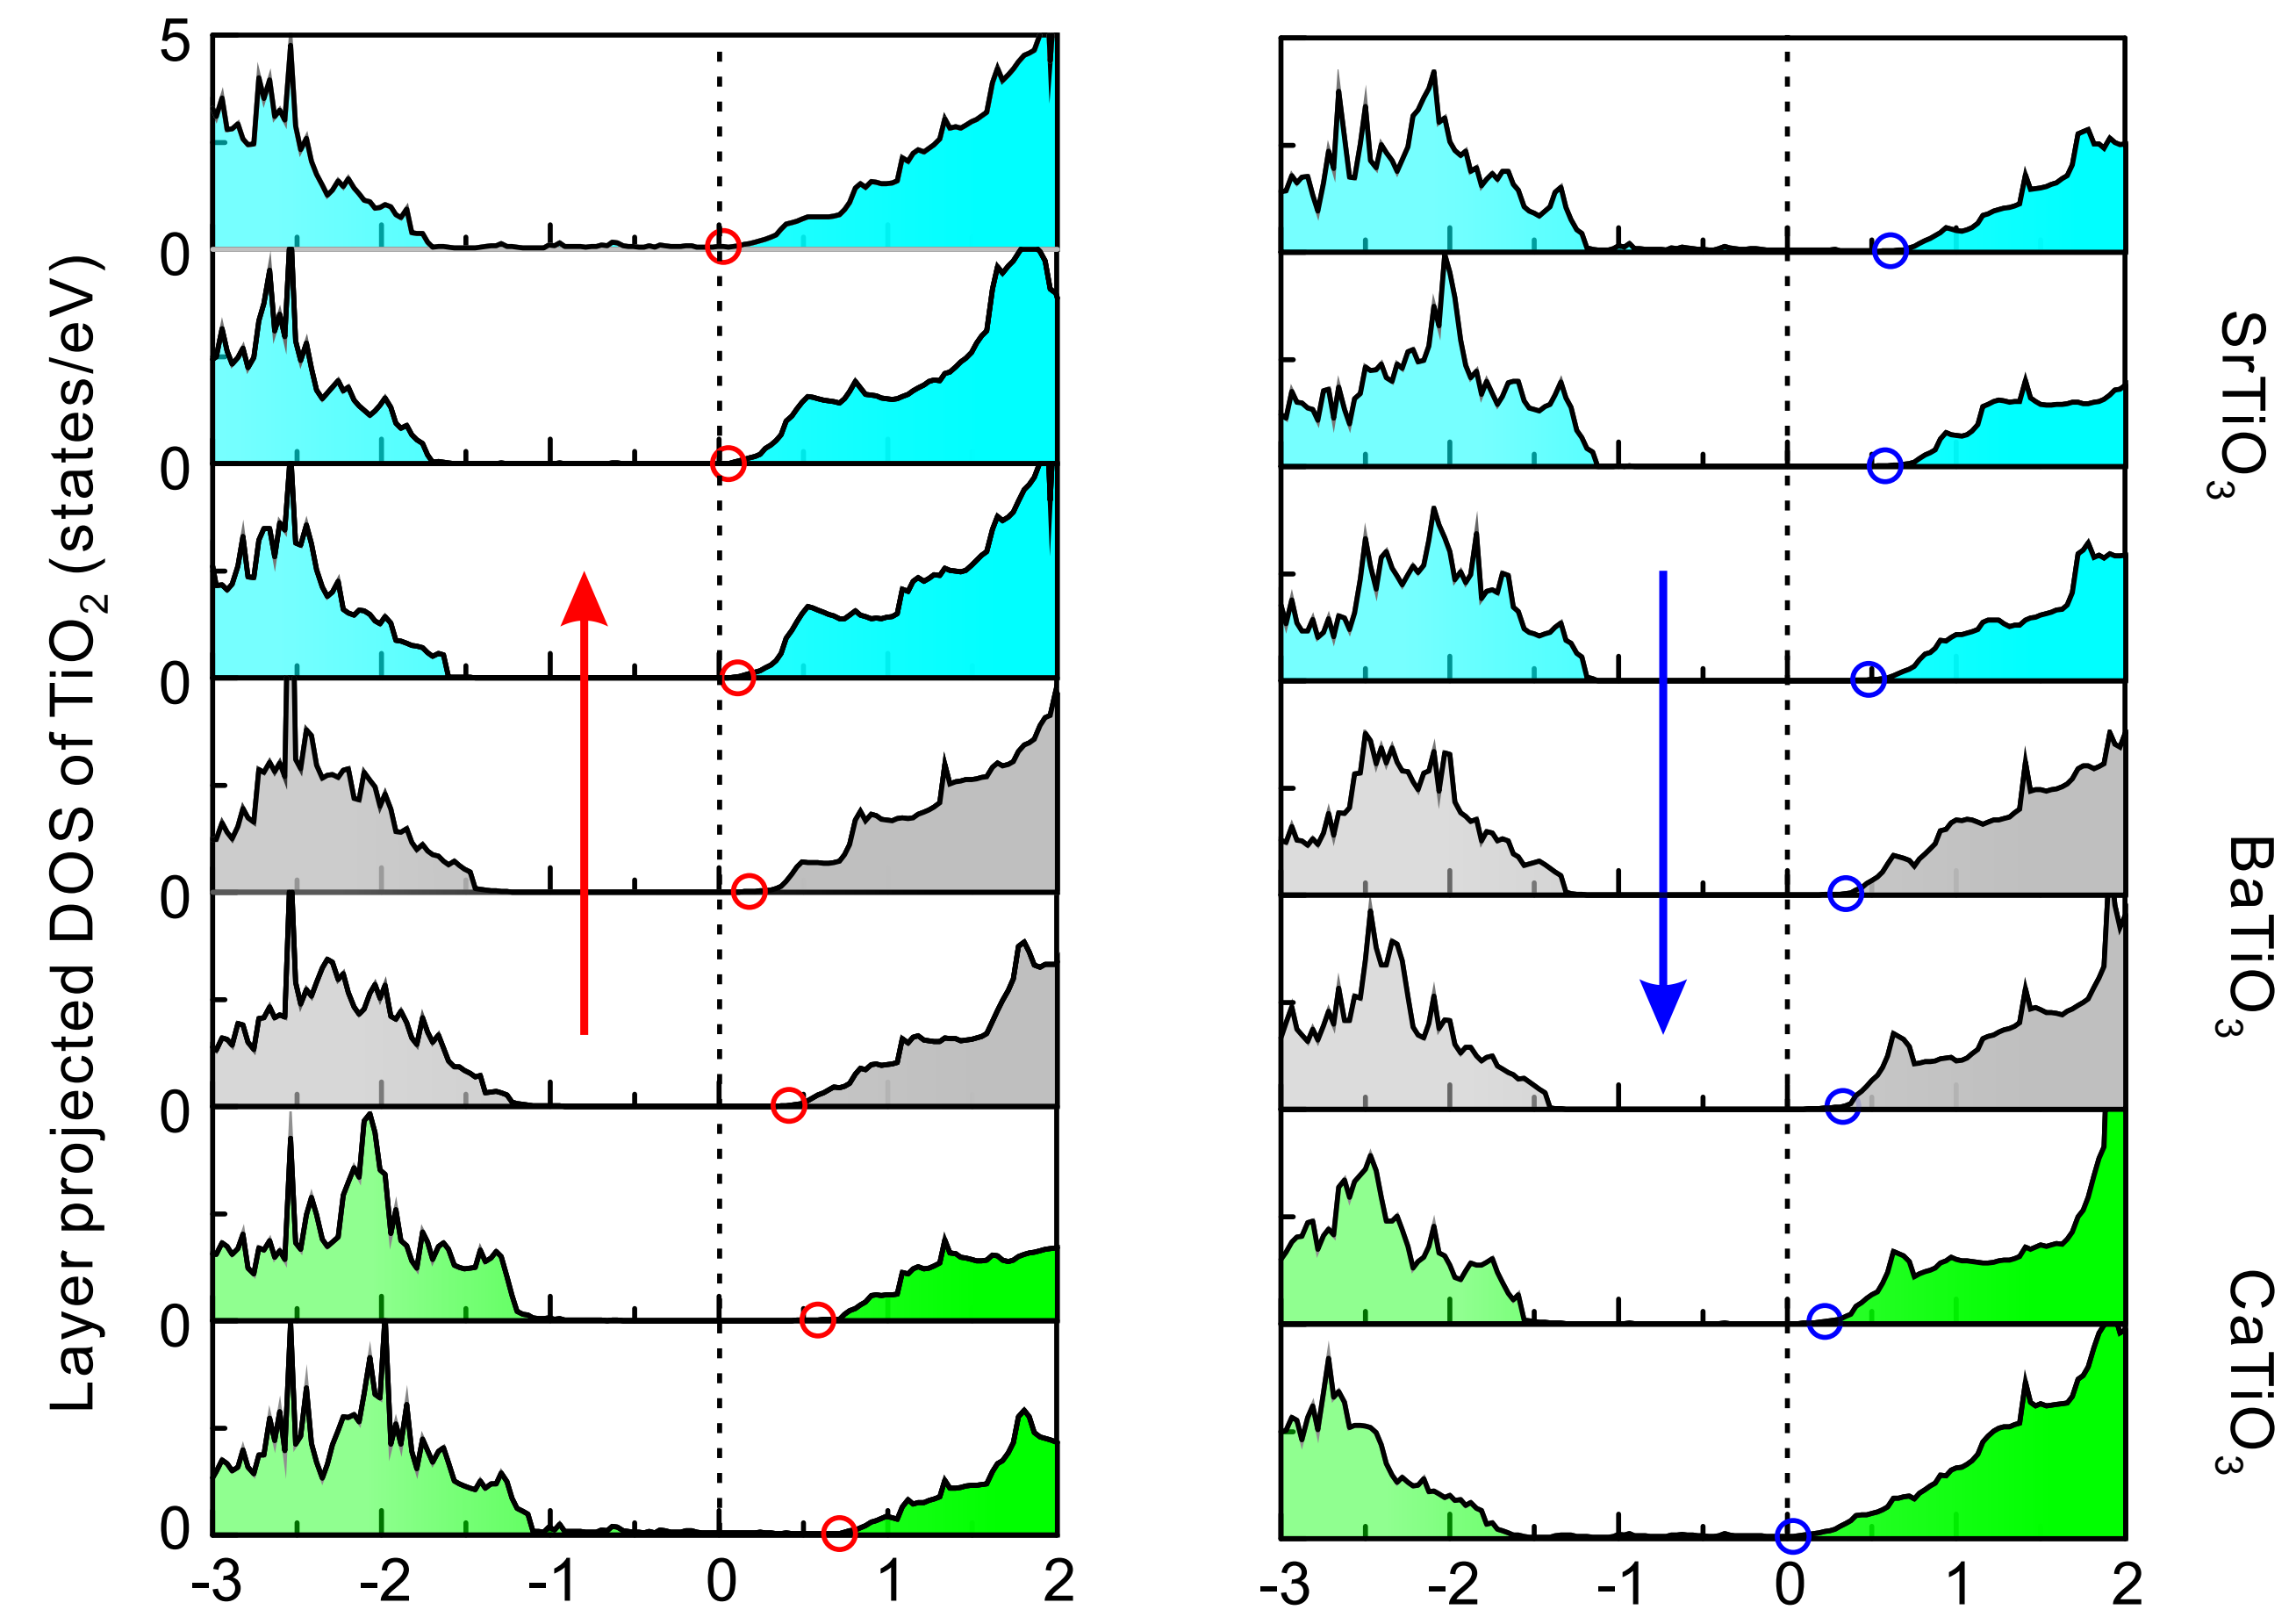 5
0
0
0
0
0
0
0
Layer projected DOS of TiO₂ (states/eV)
-3 -2 -1 0 1 2
-3 -2 -1 0 1 2
SrTiO₃
BaTiO₃
CaTiO₃